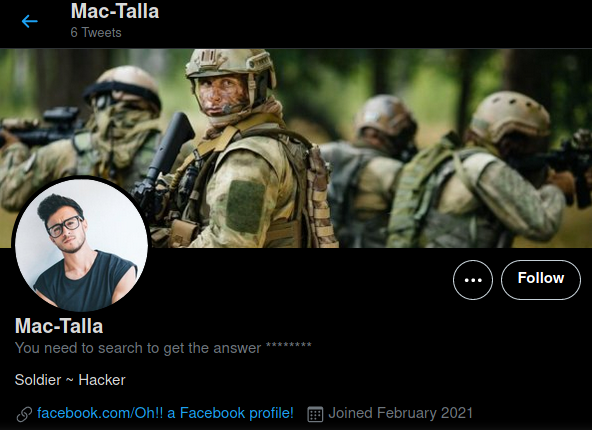 Mac-Talla
6 Tweets
Follow
Mac-Talla
You need to search to get the answer ********
Soldier ~ Hacker
facebook.com/Oh!! a Facebook profile! Joined February 2021